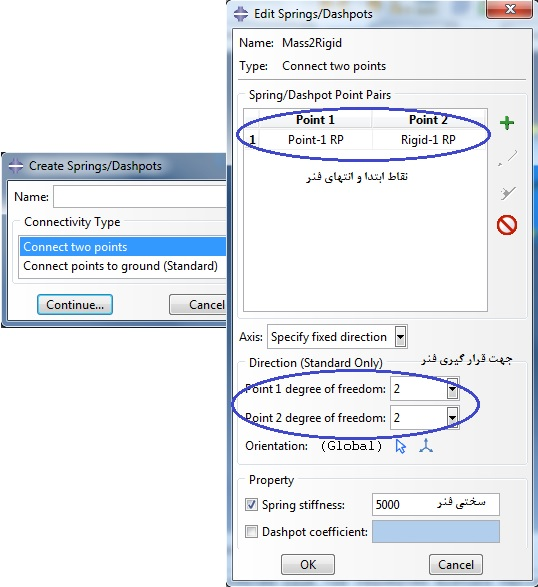 Create Springs/Dashpots
Name:
Connectivity Type
Connect two points
Connect points to ground (Standard)
Continue...
Cancel
Edit Springs/Dashpots
Name: Mass2Rigid
Type: Connect two points
Spring/Dashpot Point Pairs
Point 1 Point 2
1 Point-1 RP Rigid-1 RP
نقاط ابتدا و انتهای فنر
Axis: Specify fixed direction
جهت قرار گیری فنر
Direction (Standard Only)
Point 1 degree of freedom: 2
Point 2 degree of freedom: 2
Orientation: (Global)
Property
Spring stiffness: 5000 سختی فنر
Dashpot coefficient:
OK Cancel